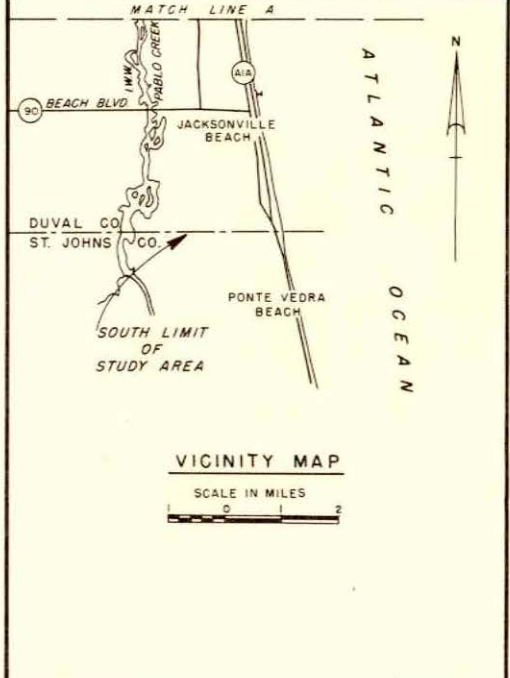 MATCH LINE A
I.W.W.
PABLO CREEK
A1A
90
BEACH BLVD.
JACKSONVILLE
BEACH
ATLANTIC
OCEAN
N
DUVAL CO.
ST. JOHNS CO.
PONTE VEDRA
BEACH
SOUTH LIMIT
OF
STUDY AREA
VICINITY MAP
SCALE IN MILES
1 0 1 2